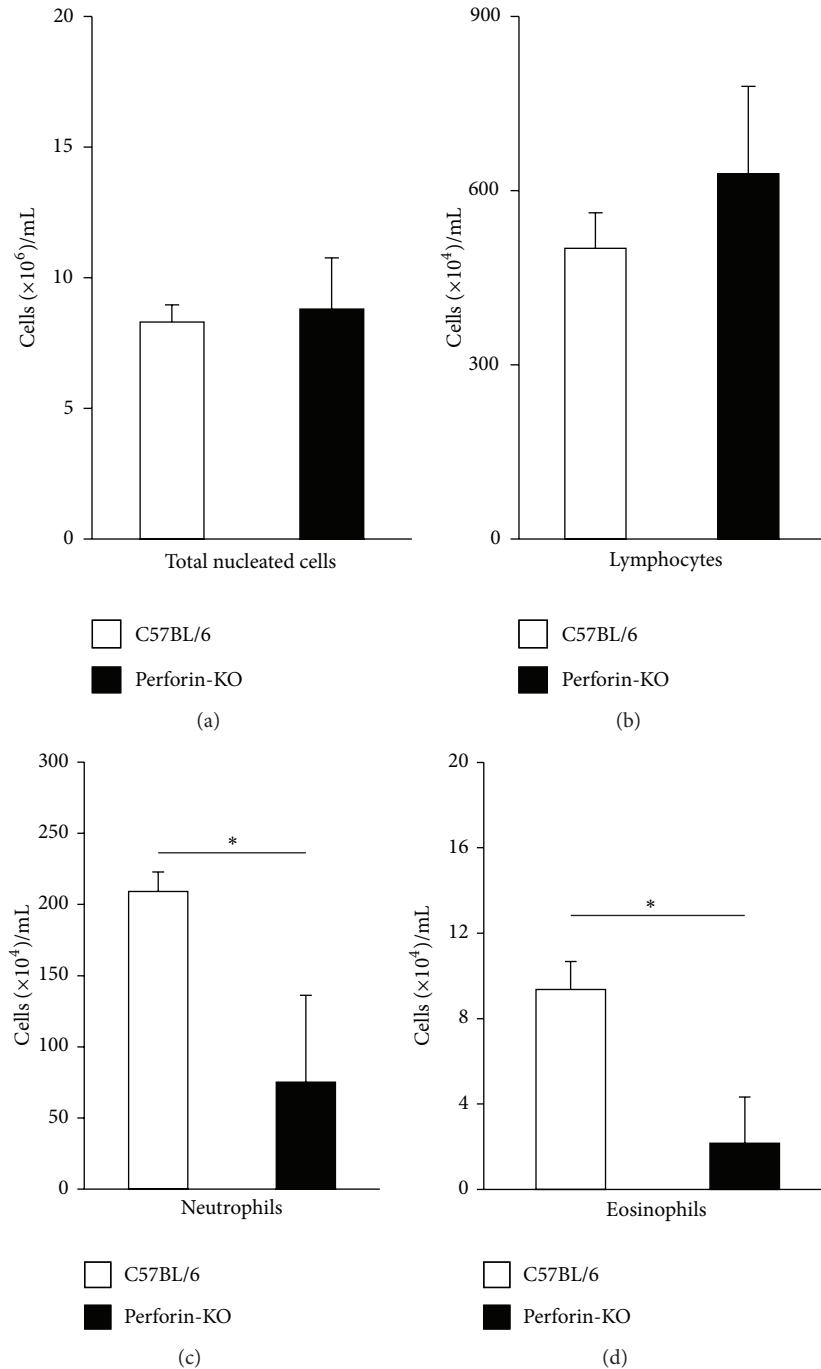 20
15
10
5
0
Cells (×10⁶)/mL
Total nucleated cells
C57BL/6
Perforin-KO
(a)
900
600
300
0
Cells (×10⁴)/mL
Lymphocytes
C57BL/6
Perforin-KO
(b)
300
250
200
150
100
50
0
Cells (×10⁴)/mL
*
Neutrophils
C57BL/6
Perforin-KO
(c)
20
16
12
8
4
0
Cells (×10⁴)/mL
*
Eosinophils
C57BL/6
Perforin-KO
(d)